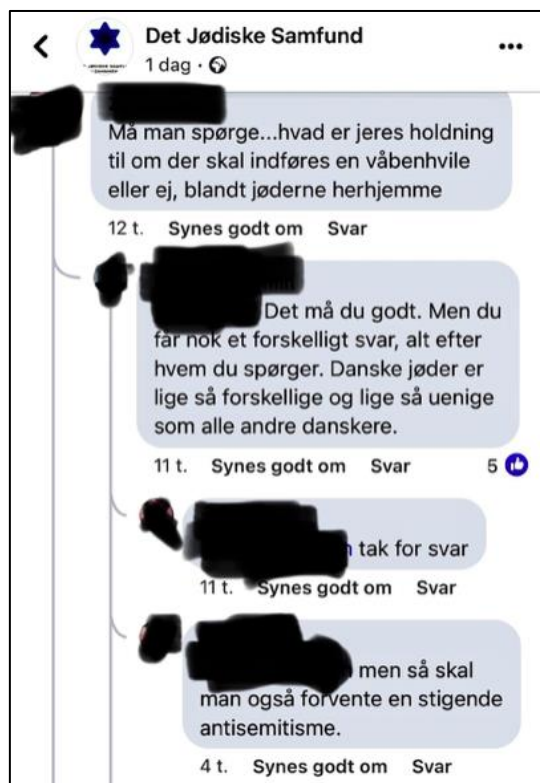 Det Jødiske Samfund
1 dag ·
Må man spørge...hvad er jeres holdning
til om der skal indføres en våbenhvile
eller ej, blandt jøderne herhjemme
12 t. Synes godt om Svar
Det må du godt. Men du
får nok et forskelligt svar, alt efter
hvem du spørger. Danske jøder er
lige så forskellige og lige så uenige
som alle andre danskere.
11 t. Synes godt om Svar 5
tak for svar
11 t. Synes godt om Svar
men så skal
man også forvente en stigende
antisemitisme.
4 t. Synes godt om Svar